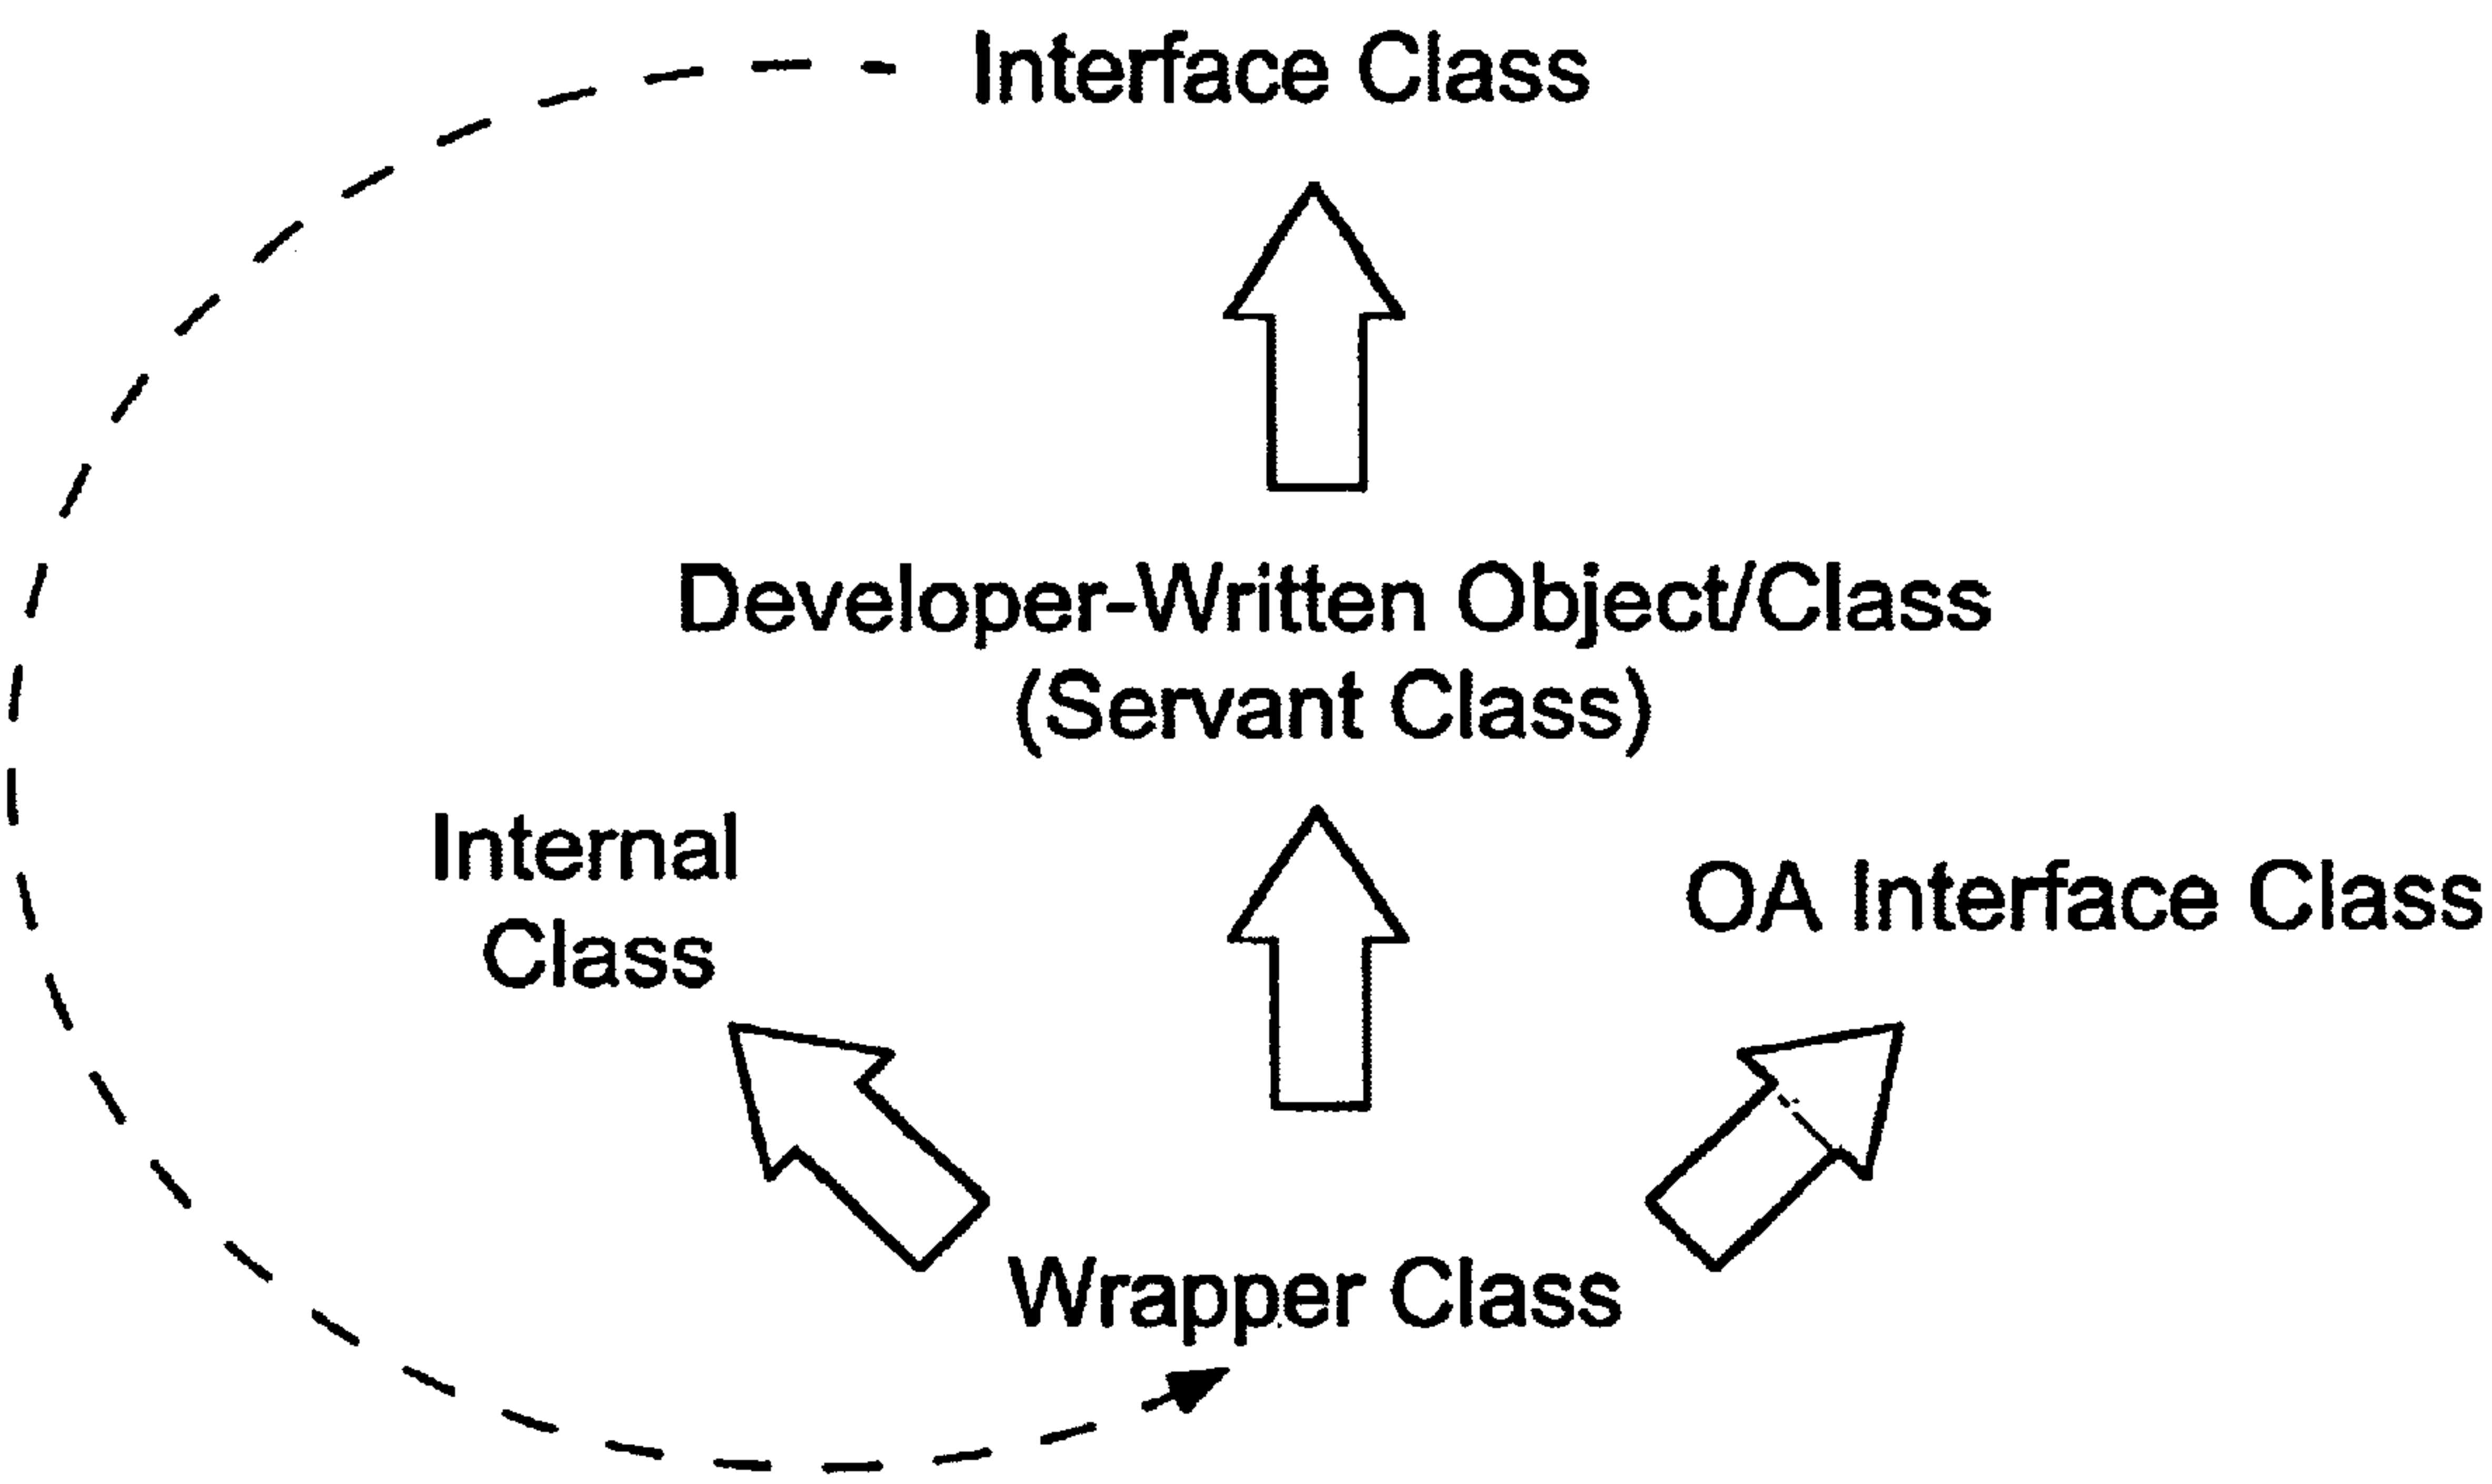 Interface Class
Developer-Written Object/Class
(Servant Class)
Internal
Class
OA Interface Class
Wrapper Class